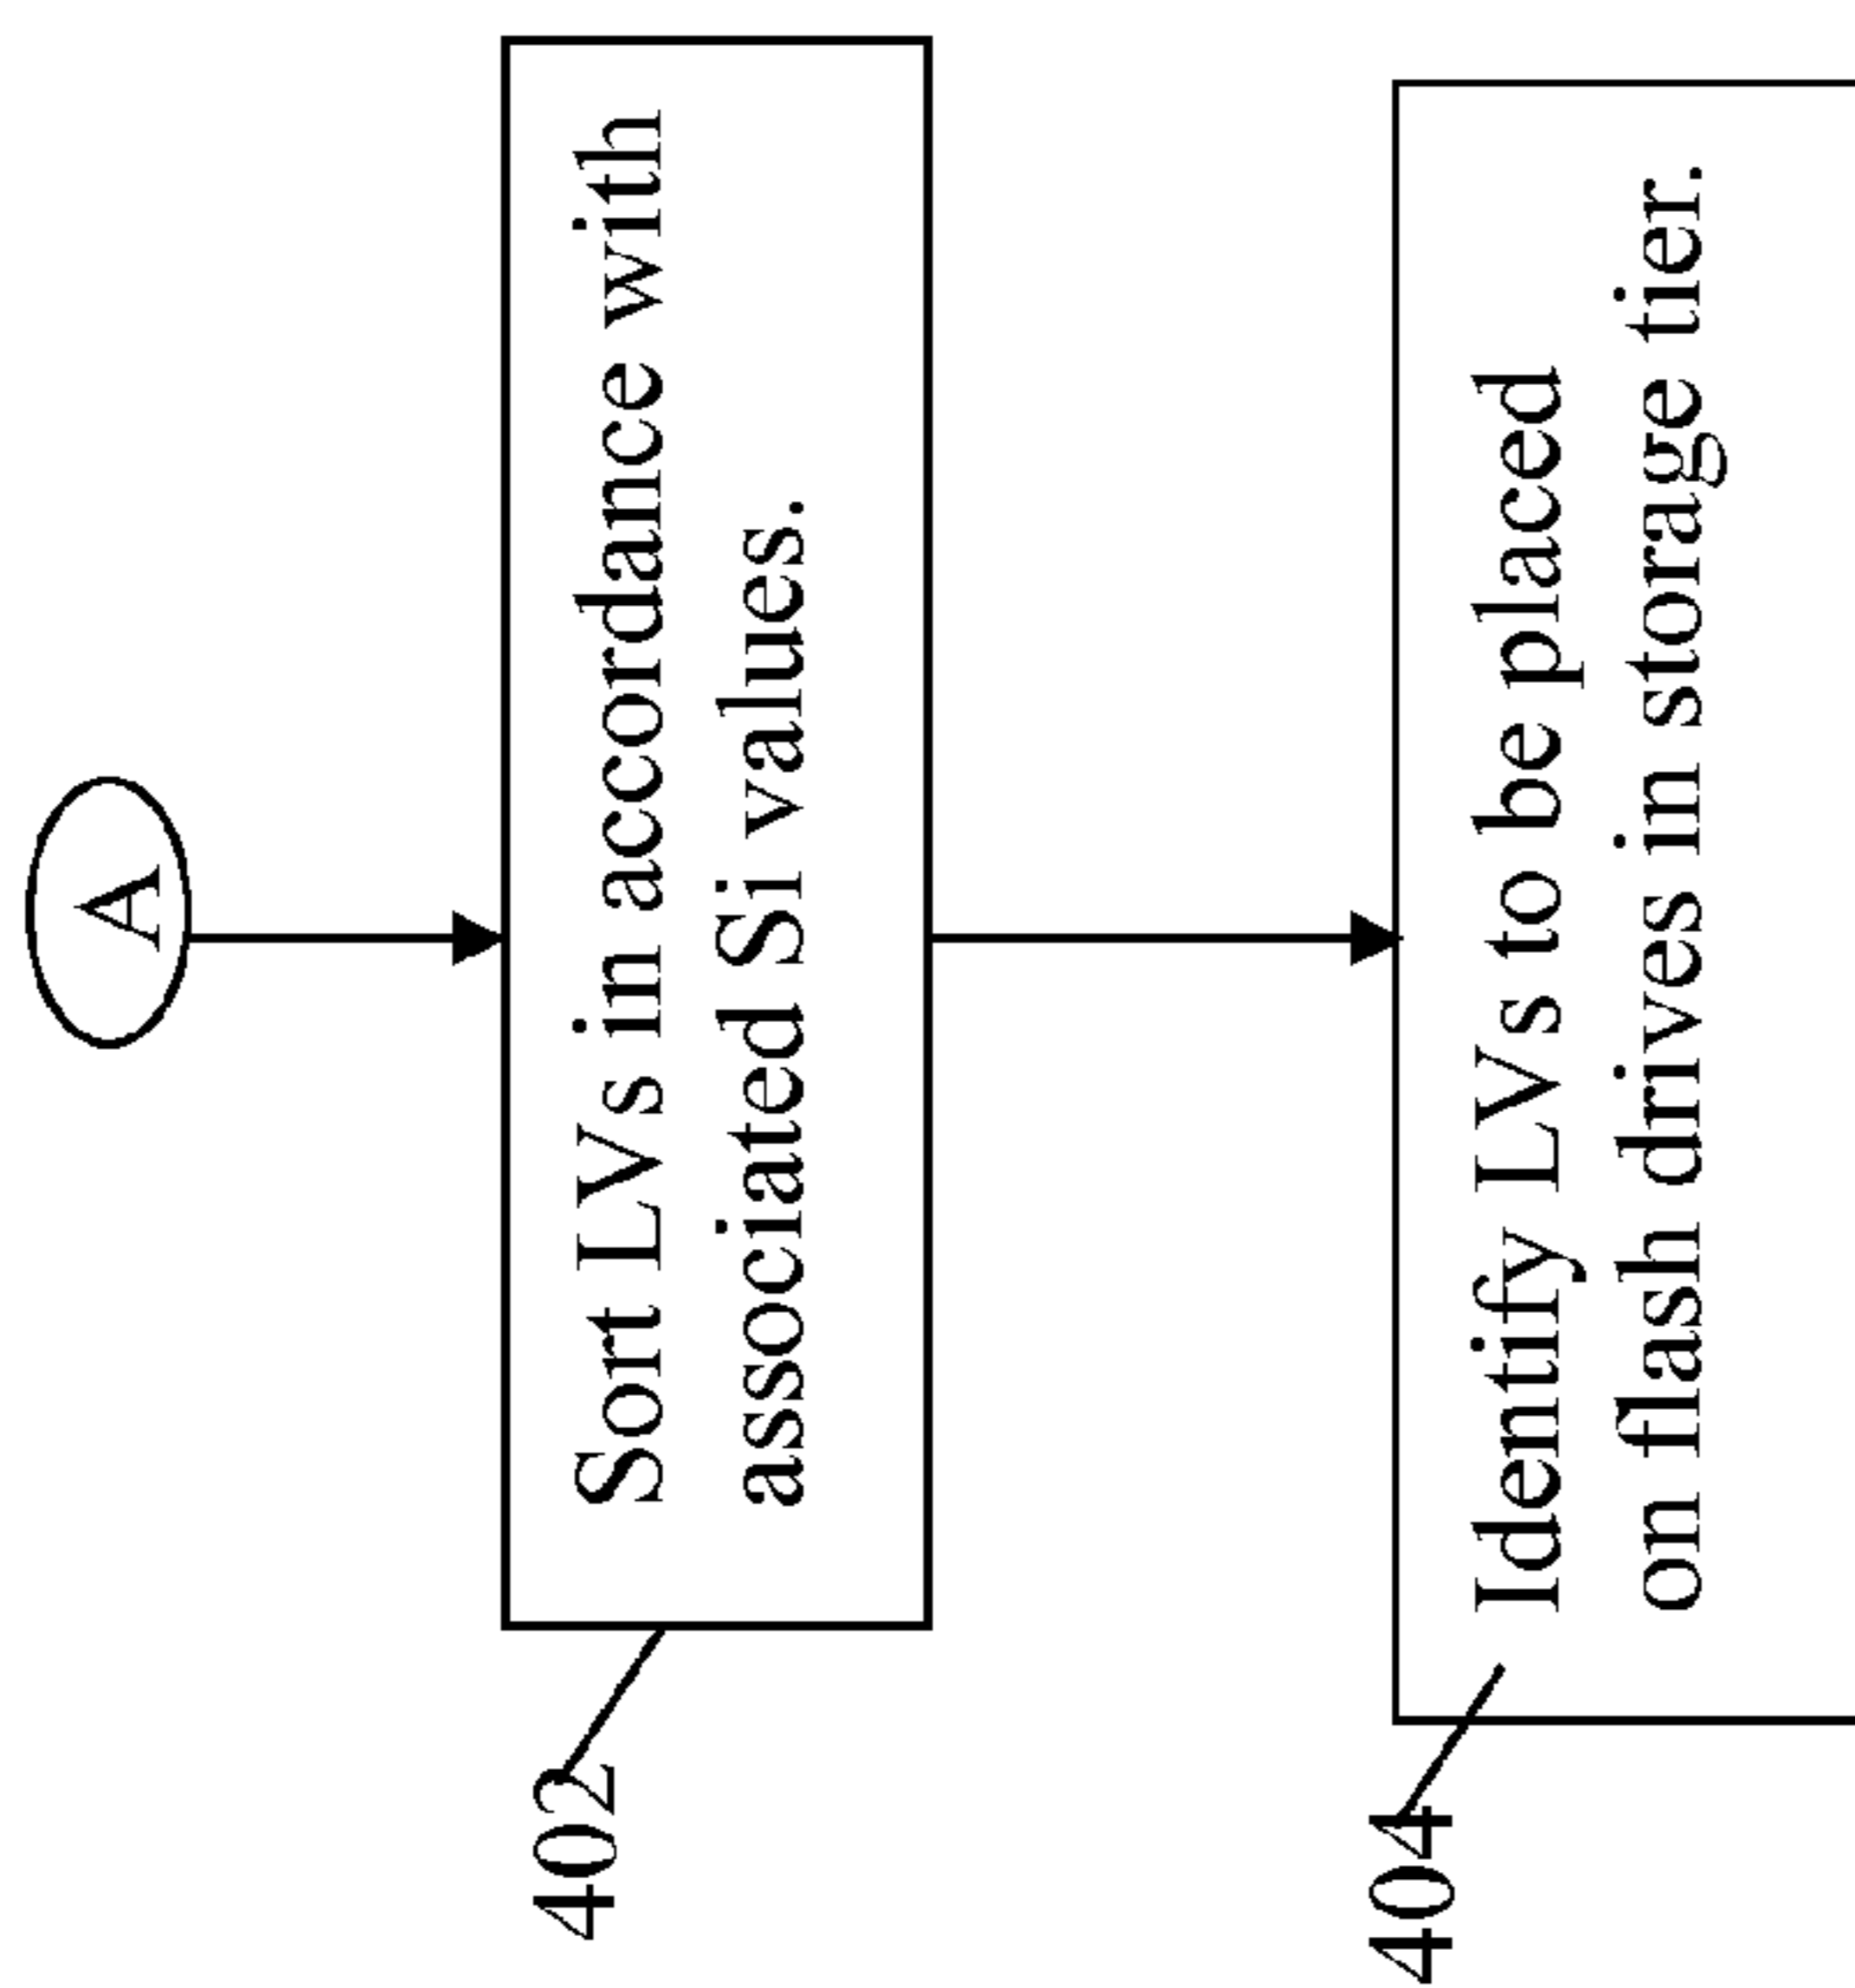 A
402
Sort LVs in accordance with
associated Si values.
404
Identify LVs to be placed
on flash drives in storage tier.